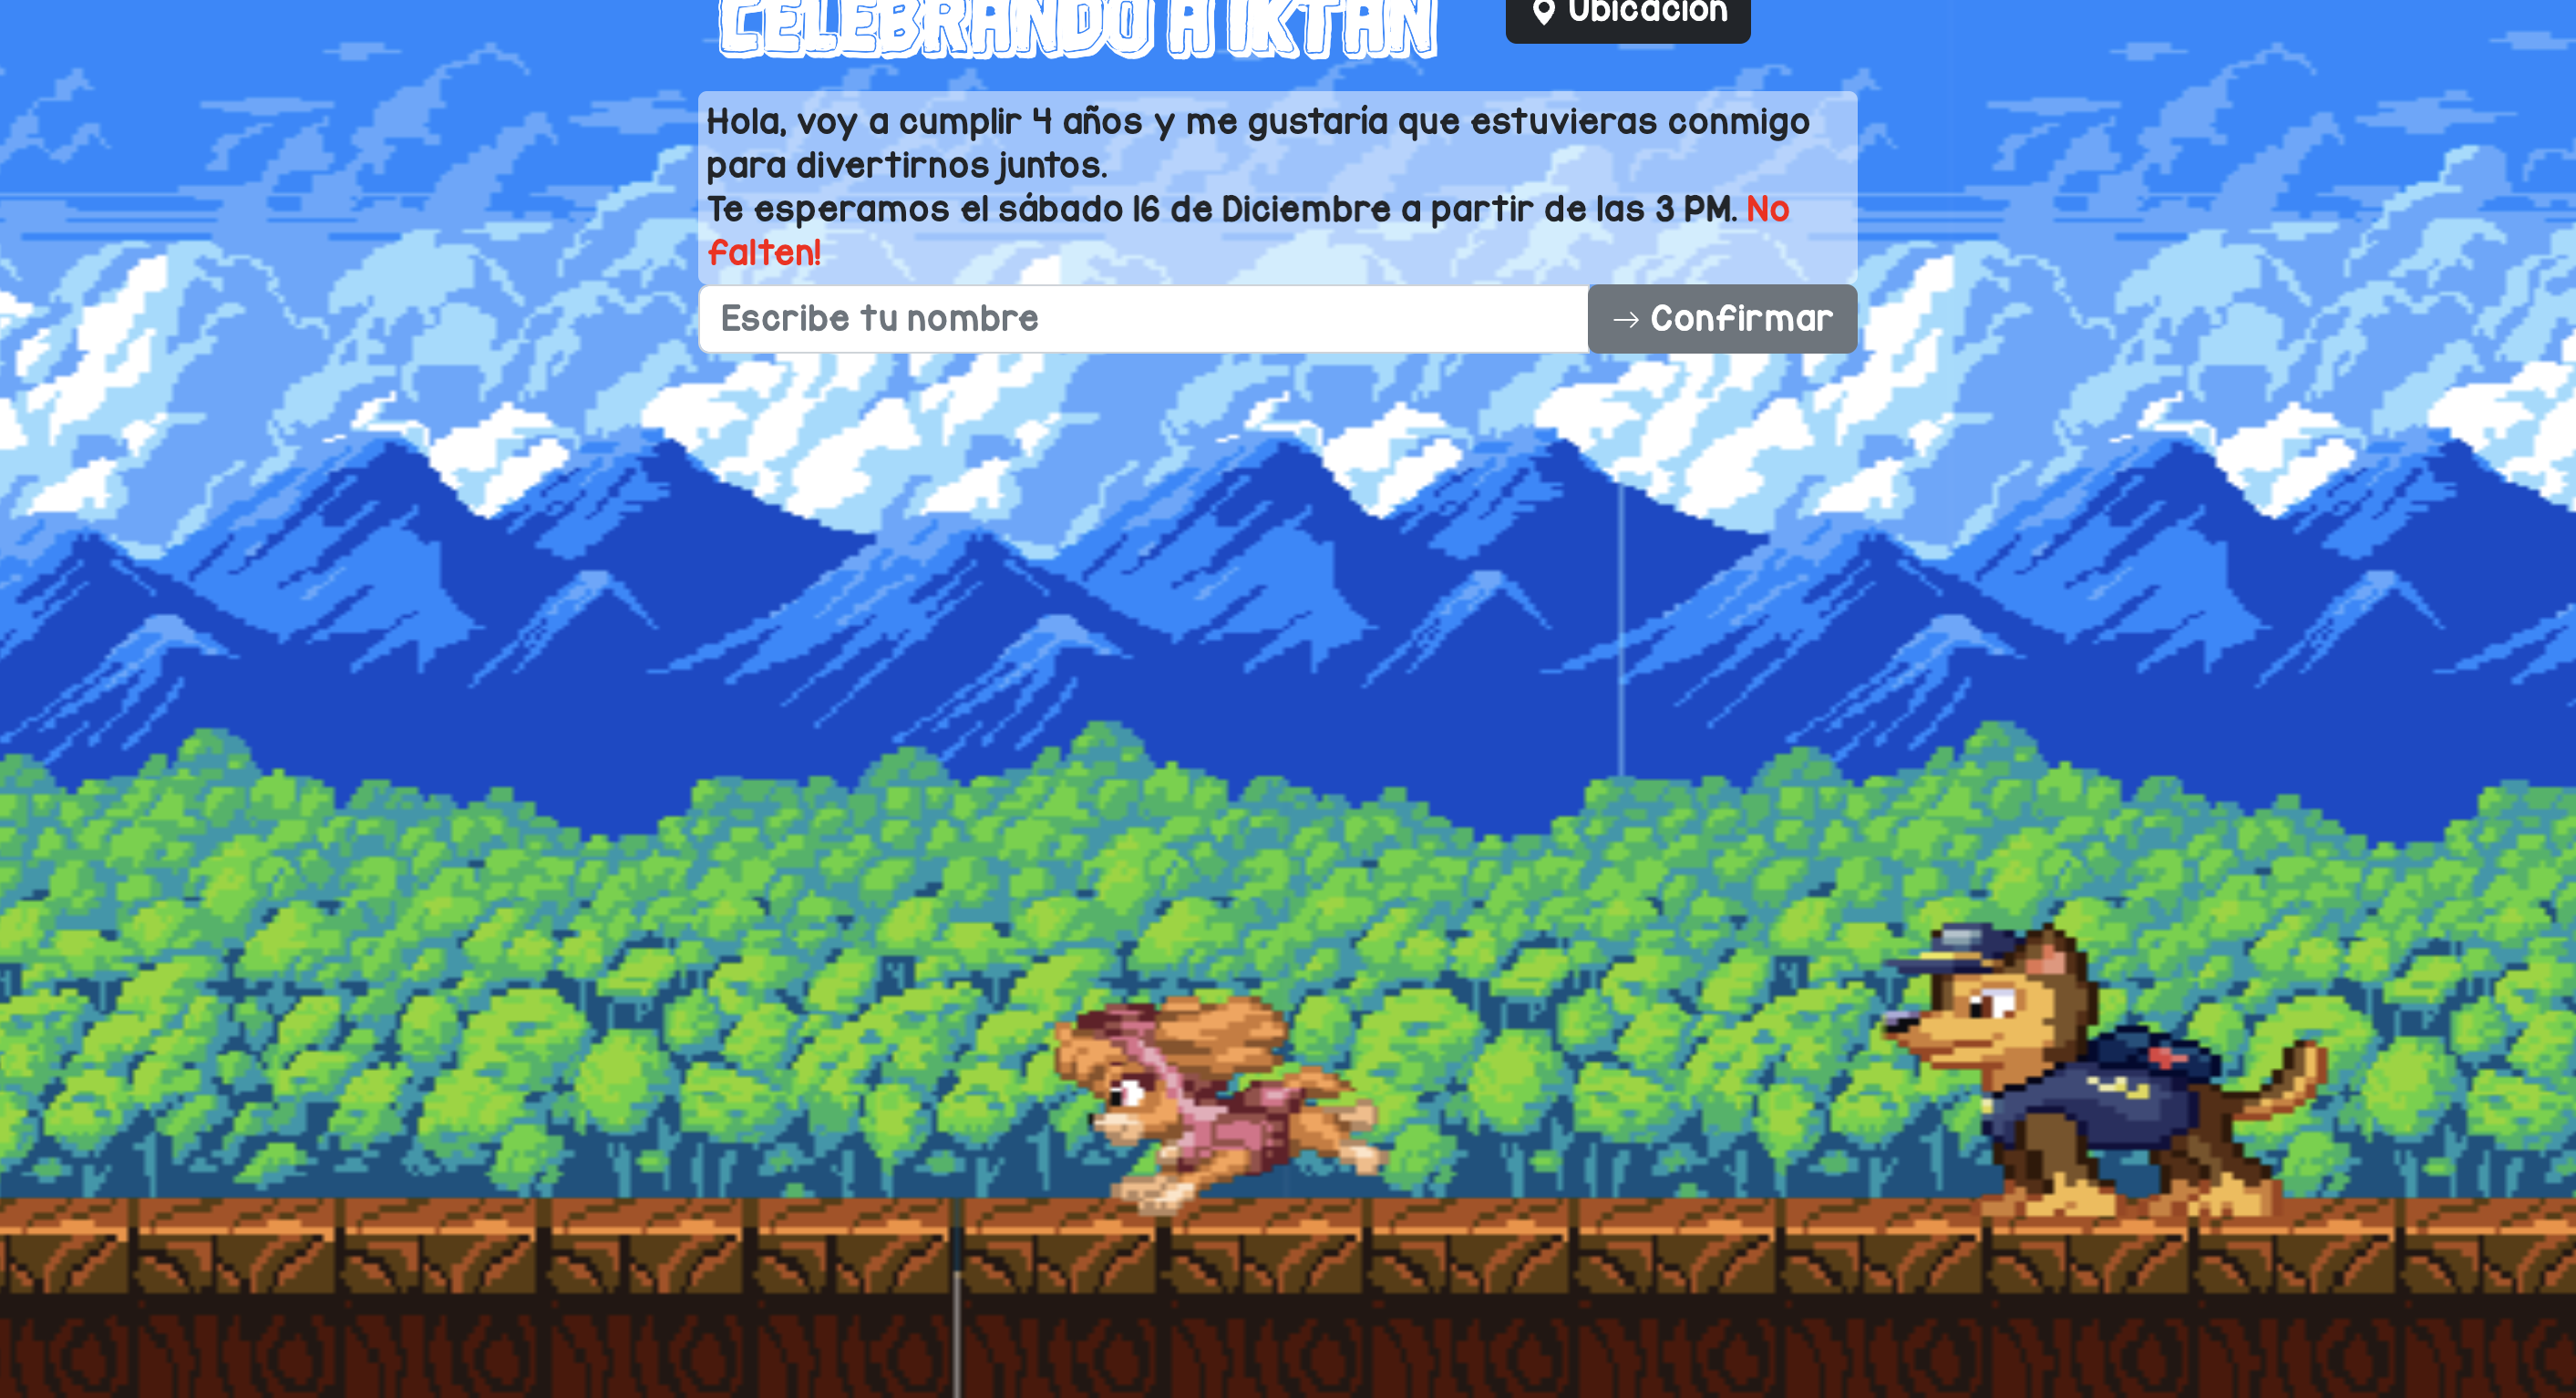 CELEBRANDO A IKTAN
Ubicación
Hola, voy a cumplir 4 años y me gustaría que estuvieras conmigo
para divertirnos juntos.
Te esperamos el sábado 16 de Diciembre a partir de las 3 PM. No
falten!
Escribe tu nombre
→ Confirmar